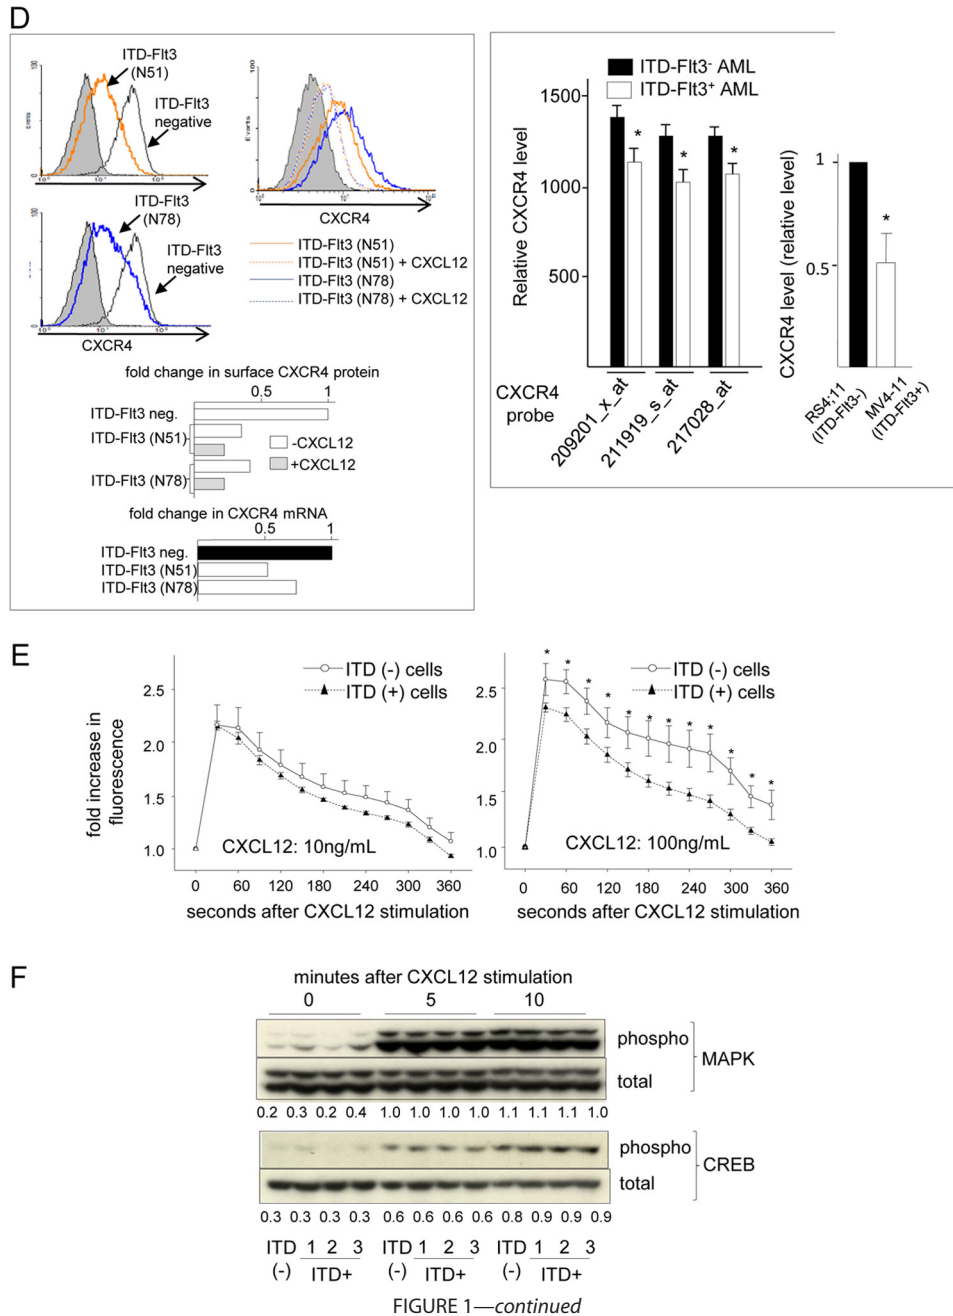 D
ITD-Flt3
(N51)
ITD-Flt3
negative
100
Events
CXCR4
ITD-Flt3
(N78)
ITD-Flt3
negative
CXCR4
ITD-Flt3 (N51)
ITD-Flt3 (N51) + CXCL12
ITD-Flt3 (N78)
ITD-Flt3 (N78) + CXCL12
fold change in surface CXCR4 protein
0.5 1
ITD-Flt3 neg.
ITD-Flt3 (N51)
ITD-Flt3 (N78)
-CXCL12
+CXCL12
fold change in CXCR4 mRNA
0.5 1
ITD-Flt3 neg.
ITD-Flt3 (N51)
ITD-Flt3 (N78)
ITD-Flt3- AML
ITD-Flt3+ AML
Relative CXCR4 level
1500
1000
500
* * *
CXCR4
probe
209201_x_at
211919_s_at
217028_at
CXCR4 level (relative level)
1
0.5
*
RS4;11
(ITD-Flt3-)
MV4-11
(ITD-Flt3+)
E
fold increase in
fluorescence
ITD (-) cells
ITD (+) cells
2.5
2.0
1.5
1.0
CXCL12: 10ng/mL
0 60 120 180 240 300 360
seconds after CXCL12 stimulation
* * * * * * * * * * * *
ITD (-) cells
ITD (+) cells
2.5
2.0
1.5
1.0
CXCL12: 100ng/mL
0 60 120 180 240 300 360
seconds after CXCL12 stimulation
F
minutes after CXCL12 stimulation
0 5 10
phospho
total
MAPK
0.2 0.3 0.2 0.4 1.0 1.0 1.0 1.0 1.1 1.1 1.1 1.0
phospho
total
CREB
0.3 0.3 0.3 0.3 0.6 0.6 0.6 0.6 0.8 0.9 0.9 0.9
ITD 1 2 3 ITD 1 2 3 ITD 1 2 3
(-) ITD+ (-) ITD+ (-) ITD+
FIGURE 1—continued